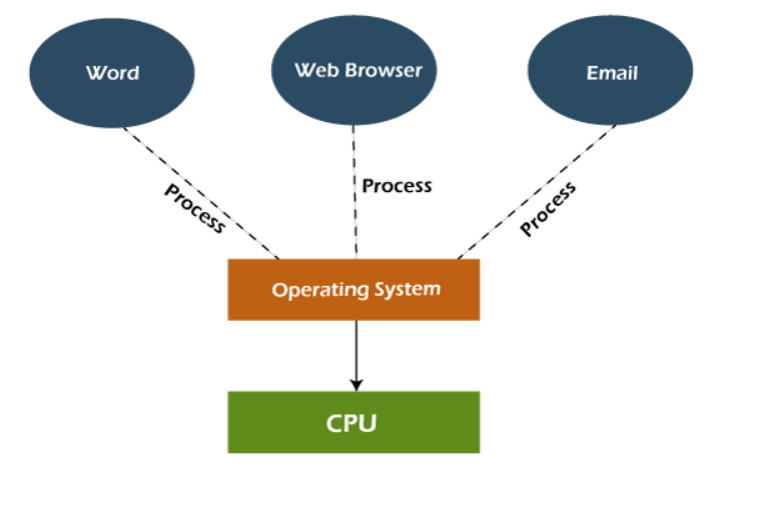 Word
Web Browser
Email
Process
Process
Process
Operating System
CPU